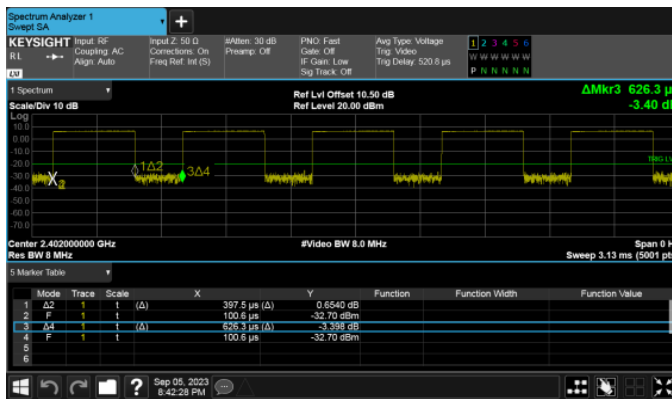 Spectrum Analyzer 1
Swept SA
+
KEYSIGHT
Input: RF
Input Z: 50 Ω
#Atten: 30 dB
PNO: Fast
Avg Type: Voltage
1 2 3 4 5 6
RL
Coupling: AC
Corrections: On
Preamp: Off
Gate: Off
Trig: Video
W W W W W W
Align: Auto
Freq Ref: Int (S)
IF Gain: Low
Trig Delay: 520.8 µs
P N N N N N
Sig Track: Off
LXI
1 Spectrum
Ref Lvl Offset 10.50 dB
ΔMkr3 626.3 µ
Scale/Div 10 dB
Ref Level 20.00 dBm
-3.40 d
Log
10.0
0.00
-10.0
-20.0
TRIG LV
-30.0
1Δ2
3Δ4
-40.0
-50.0
-60.0
-70.0
Center 2.402000000 GHz
#Video BW 8.0 MHz
Span 0 H
Res BW 8 MHz
Sweep 3.13 ms (5001 pt
5 Marker Table
Mode Trace Scale X Y Function Function Width Function Value
1 Δ2 1 t (Δ) 397.5 µs (Δ) 0.6540 dB
2 F 1 t 100.6 µs -32.70 dBm
3 Δ4 1 t (Δ) 626.3 µs (Δ) -3.398 dB
4 F 1 t 100.6 µs -32.70 dBm
5
6
?
Sep 05, 2023
8:42:28 PM